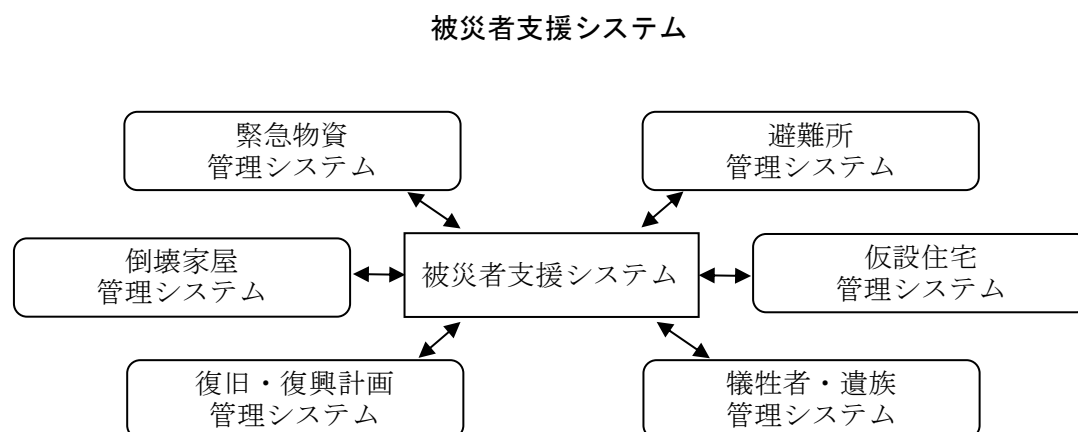 被災者支援システム
緊急物資
管理システム
避難所
管理システム
倒壊家屋
管理システム
被災者支援システム
仮設住宅
管理システム
復旧・復興計画
管理システム
犠牲者・遺族
管理システム